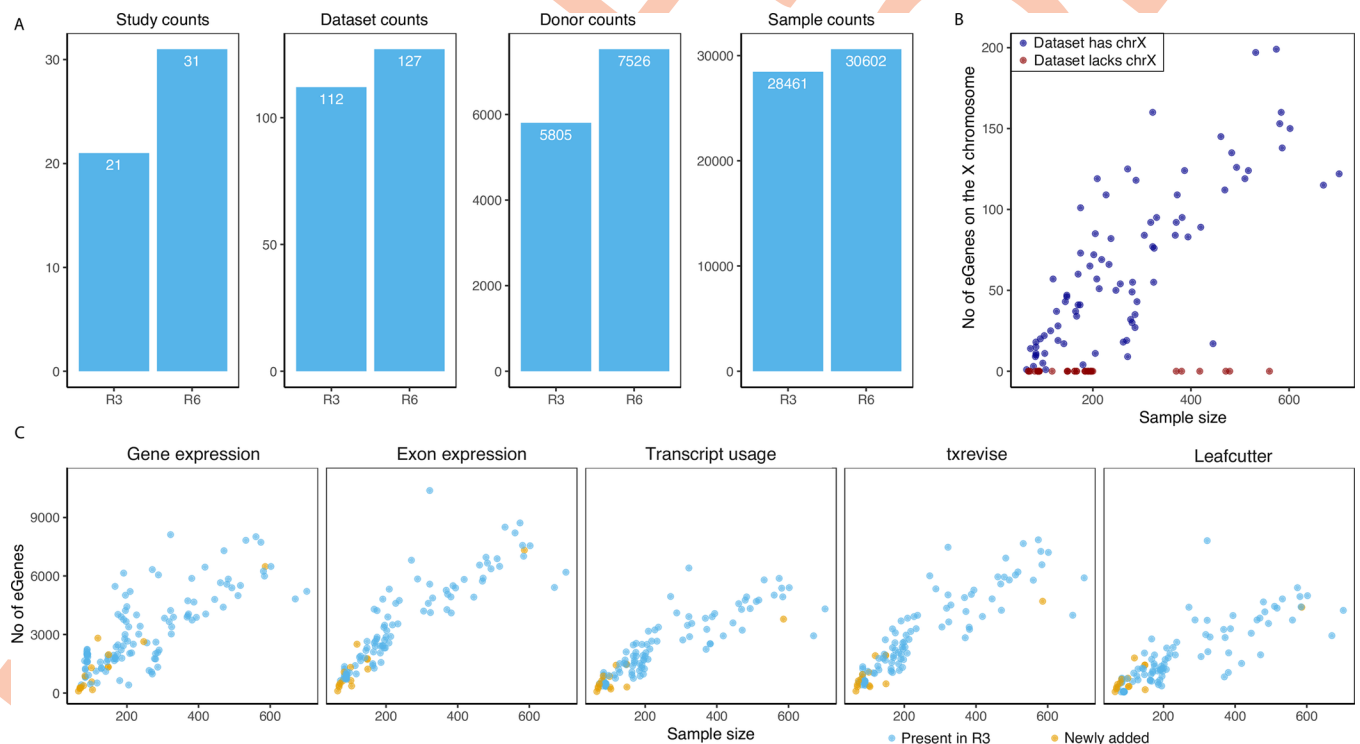 A
Study counts
Dataset counts
Donor counts
Sample counts
B
30
20
10
0
21
31
R3
R6
100
50
0
112
127
R3
R6
6000
4000
2000
0
5805
7526
R3
R6
30000
20000
10000
0
28461
30602
R3
R6
Dataset has chrX
Dataset lacks chrX
No of eGenes on the X chromosome
200
150
100
50
0
200
400
600
Sample size
C
Gene expression
Exon expression
Transcript usage
txrevise
Leafcutter
No of eGenes
9000
6000
3000
0
200
400
600
200
400
600
200
400
600
200
400
600
200
400
600
Sample size
Present in R3
Newly added